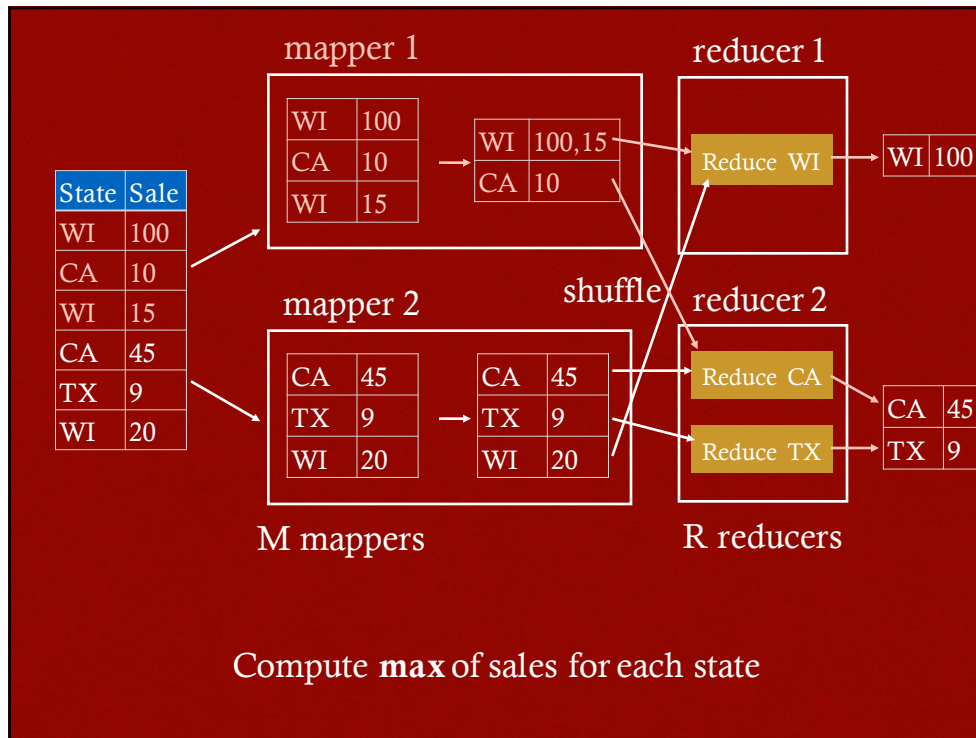 mapper 1
reducer 1
WI 100
CA 10
WI 15
WI 100,15
CA 10
Reduce WI
WI 100
State Sale
WI 100
CA 10
WI 15
CA 45
TX 9
WI 20
shuffle
mapper 2
reducer 2
CA 45
TX 9
WI 20
CA 45
TX 9
WI 20
Reduce CA
Reduce TX
CA 45
TX 9
M mappers
R reducers
Compute max of sales for each state